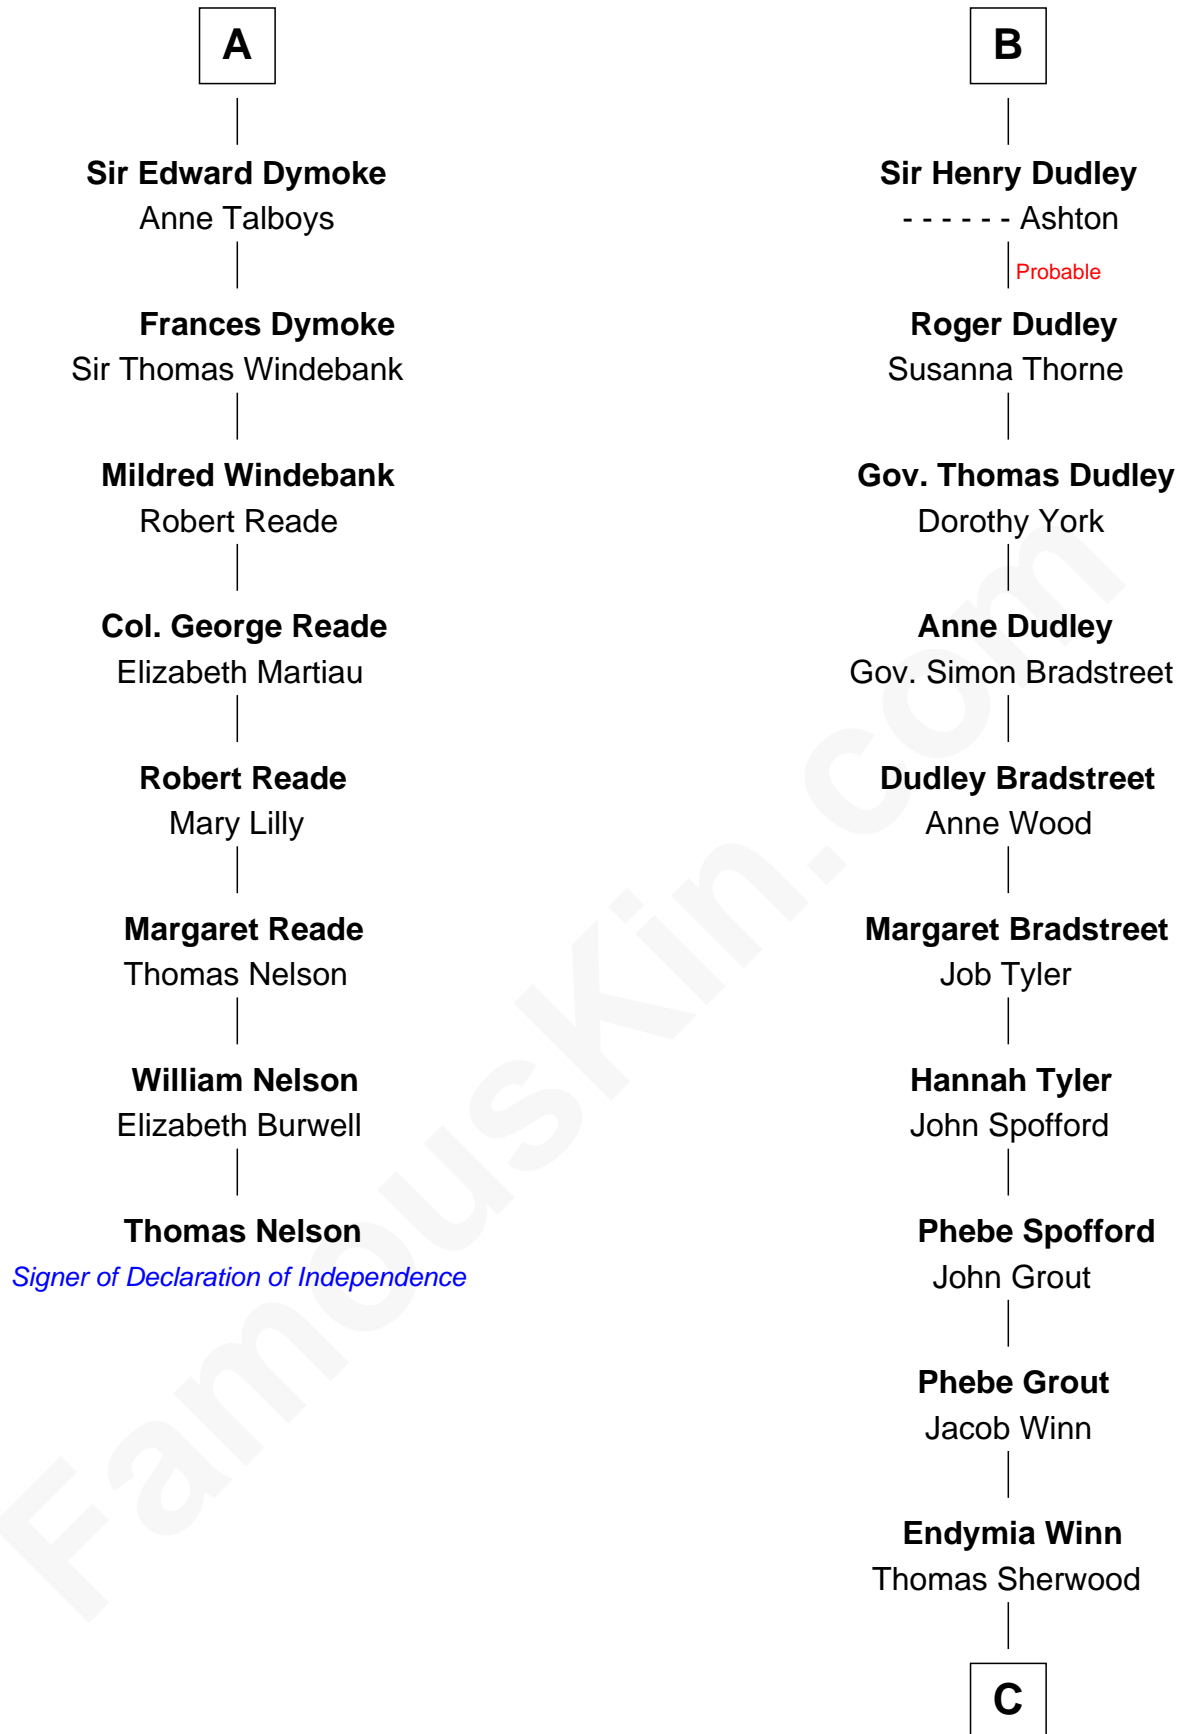 A
Sir Edward Dymoke
Anne Talboys
Frances Dymoke
Sir Thomas Windebank
Mildred Windebank
Robert Reade
Col. George Reade
Elizabeth Martiau
Robert Reade
Mary Lilly
Margaret Reade
Thomas Nelson
William Nelson
Elizabeth Burwell
Thomas Nelson
Signer of Declaration of Independence
B
Sir Henry Dudley
- - - - - - Ashton
Probable
Roger Dudley
Susanna Thorne
Gov. Thomas Dudley
Dorothy York
Anne Dudley
Gov. Simon Bradstreet
Dudley Bradstreet
Anne Wood
Margaret Bradstreet
Job Tyler
Hannah Tyler
John Spofford
Phebe Spofford
John Grout
Phebe Grout
Jacob Winn
Endymia Winn
Thomas Sherwood
C
FamousKin.com